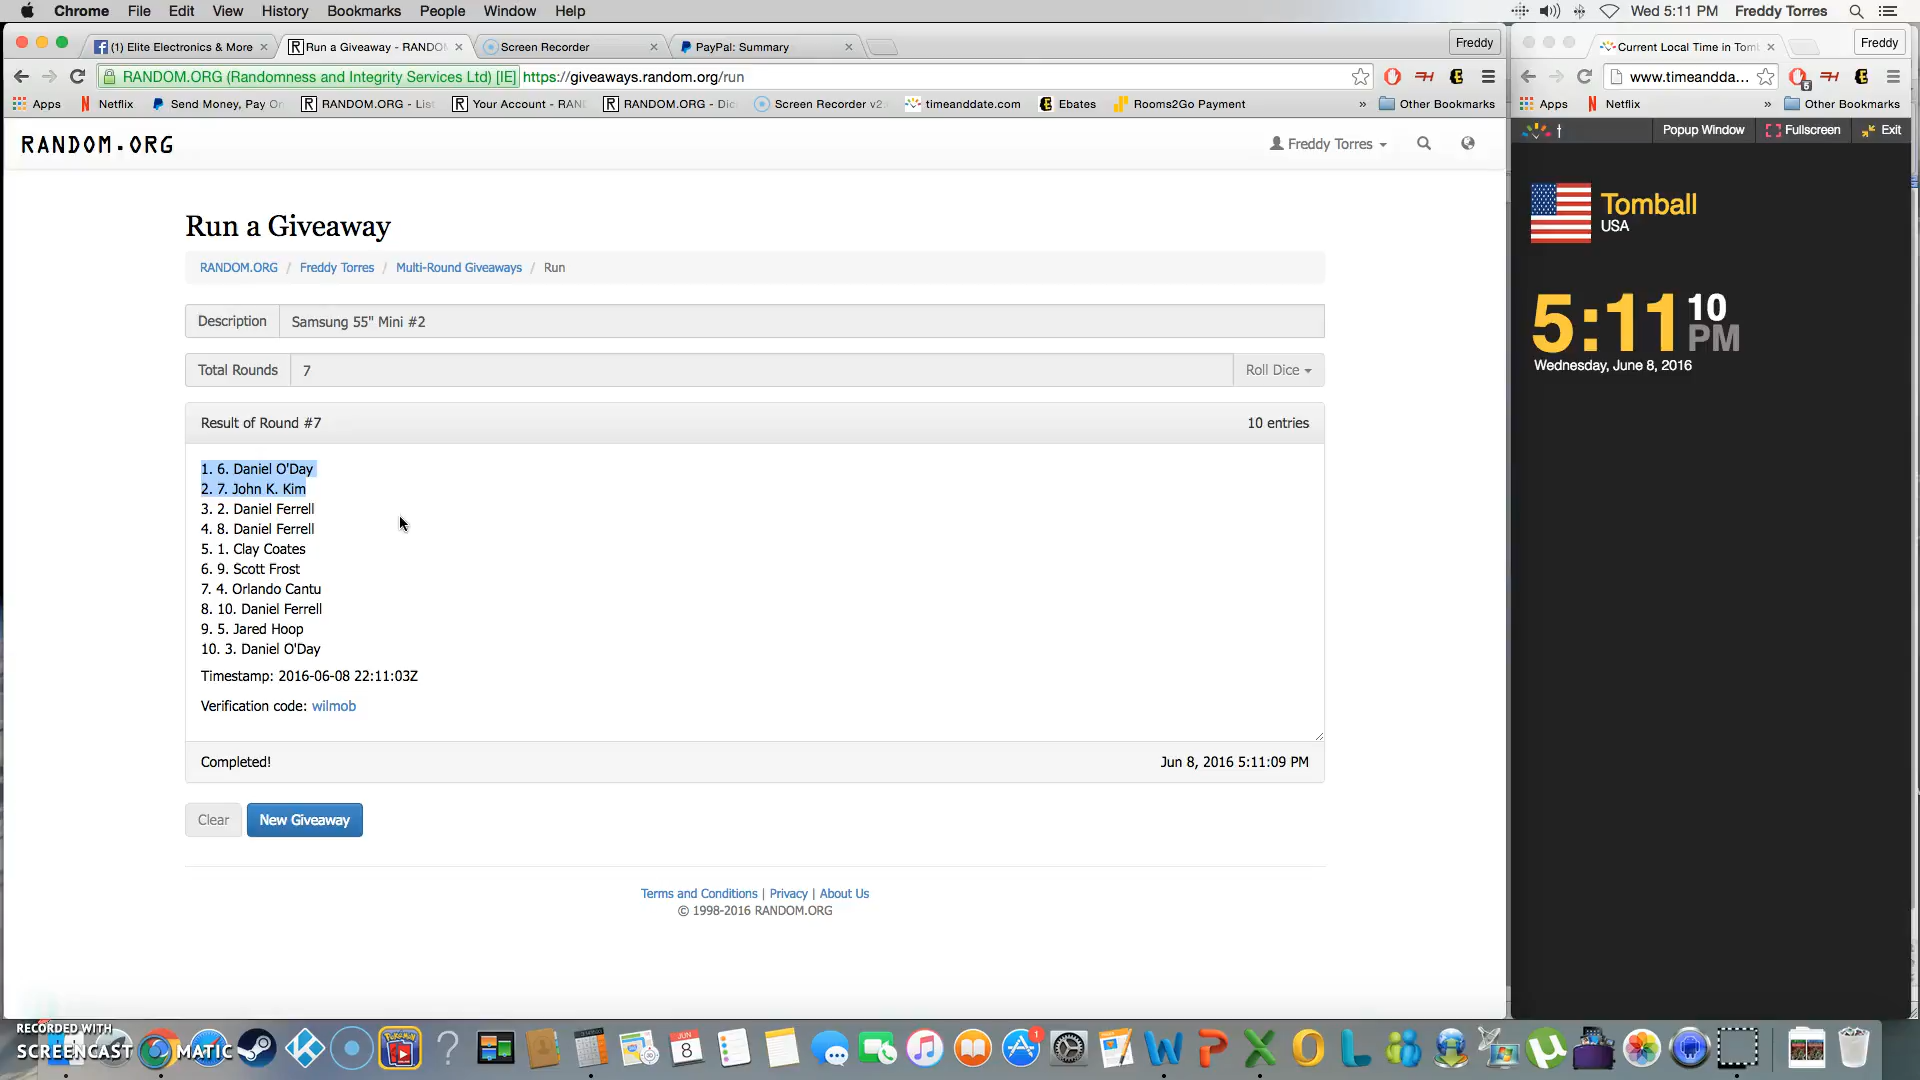 Chrome File Edit View History Bookmarks People Window Help
Wed 5:11 PM Freddy Torres
(1) Elite Electronics & More
Run a Giveaway - RANDO
Screen Recorder
PayPal: Summary
Freddy
RANDOM.ORG (Randomness and Integrity Services Ltd) [IE] https://giveaways.random.org/run
Apps Netflix Send Money, Pay On RANDOM.ORG - List Your Account - RAN RANDOM.ORG - Dic Screen Recorder v2 timeanddate.com Ebates Rooms2Go Payment » Other Bookmarks
RANDOM.ORG
Freddy Torres
Run a Giveaway
RANDOM.ORG / Freddy Torres / Multi-Round Giveaways / Run
Description Samsung 55" Mini #2
Total Rounds 7 Roll Dice
Result of Round #7 10 entries
1. 6. Daniel O'Day
2. 7. John K. Kim
3. 2. Daniel Ferrell
4. 8. Daniel Ferrell
5. 1. Clay Coates
6. 9. Scott Frost
7. 4. Orlando Cantu
8. 10. Daniel Ferrell
9. 5. Jared Hoop
10. 3. Daniel O'Day
Timestamp: 2016-06-08 22:11:03Z
Verification code: wilmob
Completed! Jun 8, 2016 5:11:09 PM
Clear New Giveaway
Terms and Conditions | Privacy | About Us
© 1998-2016 RANDOM.ORG
Current Local Time in Tomb
Freddy
www.timeandda...
Apps Netflix » Other Bookmarks
t Popup Window Fullscreen Exit
Tomball
USA
5:11 10 PM
Wednesday, June 8, 2016
RECORDED WITH
SCREENCAST MATIC
JUN
8
1